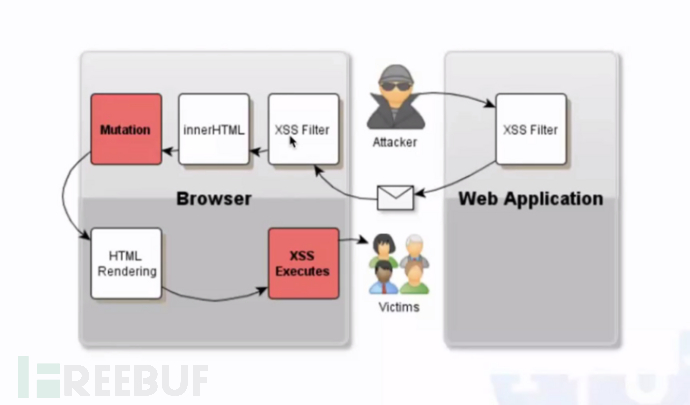 Mutation
innerHTML
XSS Filter
Attacker
XSS Filter
Browser
Web Application
HTML
Rendering
XSS
Executes
Victims
FREEBUF